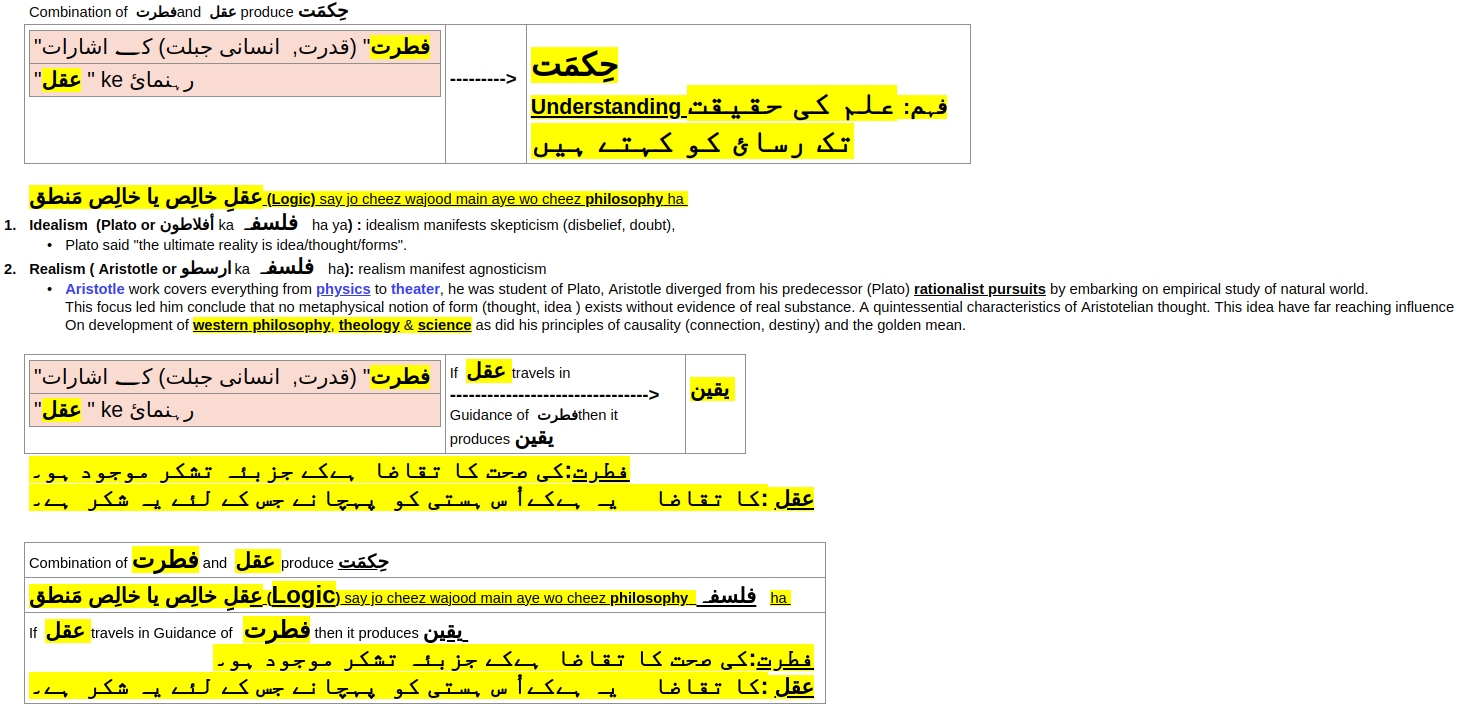 Combination of فطرت and عقل produce حِکمَت
"فطرت" (قدرت, انسانی جبلت) کے اشارات
"عقل" ke رہنمائ
--------->
حِکمَت
Understanding فہم: علم کی حقیقت
تک رسائ کو کہتے ہیں
عقلِ خالِص یا خالِص مَنطق (Logic) say jo cheez wajood main aye wo cheez philosophy ha
1. Idealism (Plato or أفلاطون ka فلسفہ ha ya) : idealism manifests skepticism (disbelief, doubt),
• Plato said "the ultimate reality is idea/thought/forms".
2. Realism ( Aristotle or ارسطو ka فلسفہ ha): realism manifest agnosticism
• Aristotle work covers everything from physics to theater, he was student of Plato, Aristotle diverged from his predecessor (Plato) rationalist pursuits by embarking on empirical study of natural world.
This focus led him conclude that no metaphysical notion of form (thought, idea ) exists without evidence of real substance. A quintessential characteristics of Aristotelian thought. This idea have far reaching influence
On development of western philosophy, theology & science as did his principles of causality (connection, destiny) and the golden mean.
"فطرت" (قدرت, انسانی جبلت) کے اشارات
"عقل" ke رہنمائ
If عقل travels in
-------------------------------->
Guidance of فطرت then it
produces یقین
یقین
فطرت:کی صحت کا تقاضا ہےکے جزبئہ تشکر موجود ہو۔
عقل :کا تقاضا یہ ہےکےأس ہستی کو پہچانے جس کے لئے یہ شکر ہے۔
Combination of فطرت and عقل produce حِکمَت
عقلِ خالِص یا خالِص مَنطق (Logic) say jo cheez wajood main aye wo cheez philosophy فلسفہ ha
If عقل travels in Guidance of فطرت then it produces یقین
فطرت:کی صحت کا تقاضا ہےکے جزبئہ تشکر موجود ہو۔
عقل :کا تقاضا یہ ہےکےأس ہستی کو پہچانے جس کے لئے یہ شکر ہے۔